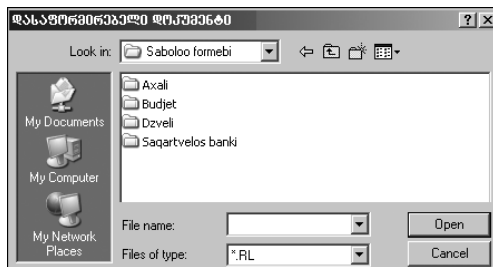 დასაფორმირებელი დოკუმენტი
Look in: Saboloo formebi
Axali
Budjet
Dzveli
Saqartvelos banki
My Documents
My Computer
My Network Places
File name:
Open
Files of type: *.RL
Cancel